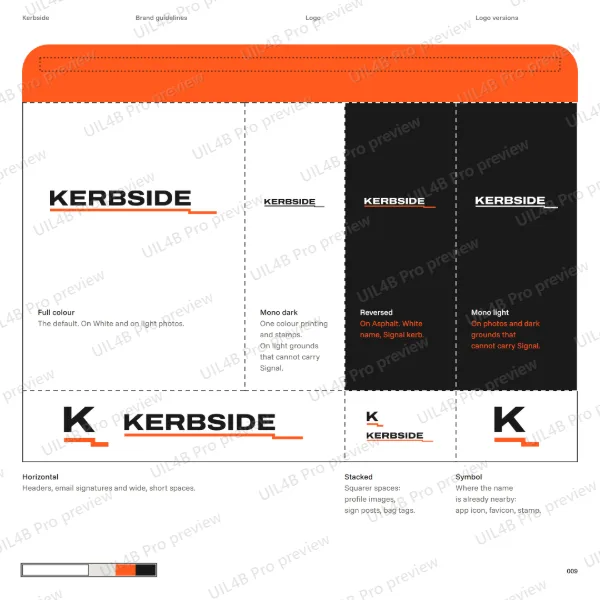 Kerbside Brand guidelines Logo Logo versions
KERBSIDE
KERBSIDE
KERBSIDE
KERBSIDE
Full colour
The default. On White and on light photos.
Mono dark
One colour printing
and stamps.
On light grounds
that cannot carry
Signal.
Reversed
On Asphalt. White
name, Signal kerb.
Mono light
On photos and dark
grounds that
cannot carry Signal.
K KERBSIDE
K
KERBSIDE
K
Horizontal
Headers, email signatures and wide, short spaces.
Stacked
Squarer spaces:
profile images,
sign posts, bag tags.
Symbol
Where the name
is already nearby:
app icon, favicon, stamp.
009
UIL4B Pro preview